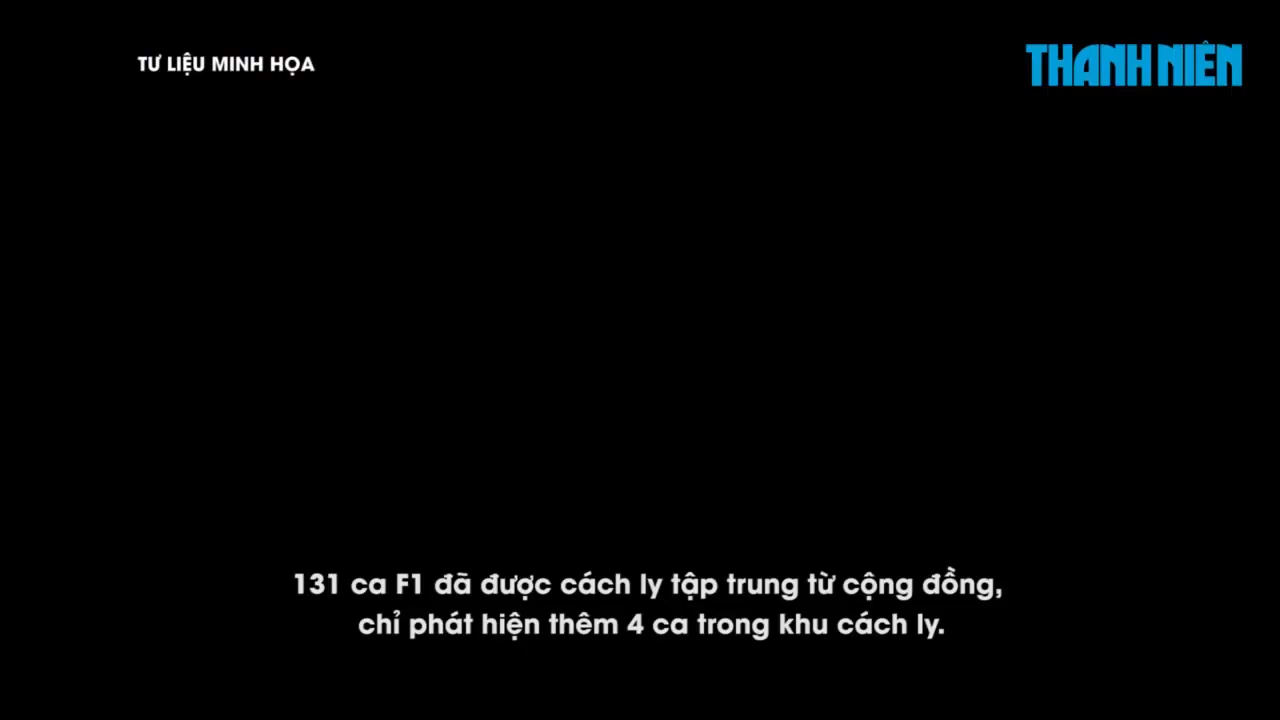 TƯ LIỆU MINH HỌA
THANH NIÊN
131 ca F1 đã được cách ly tập trung từ cộng đồng,
chỉ phát hiện thêm 4 ca trong khu cách ly.